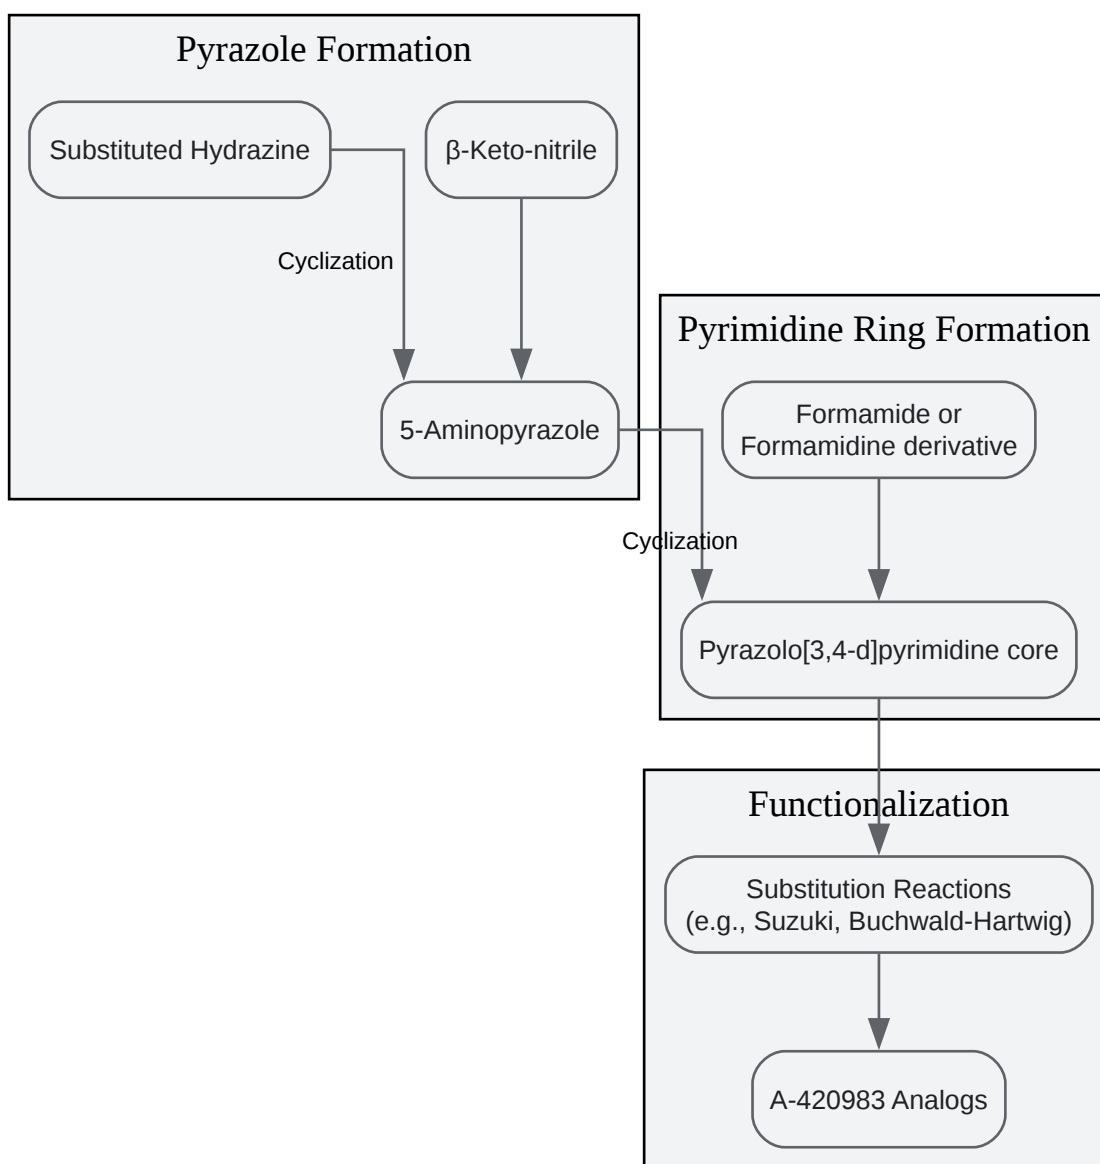 Pyrazole Formation
Substituted Hydrazine
β-Keto-nitrile
Cyclization
5-Aminopyrazole
Pyrimidine Ring Formation
Formamide or
Formamidine derivative
Cyclization
Pyrazolo[3,4-d]pyrimidine core
Functionalization
Substitution Reactions
(e.g., Suzuki, Buchwald-Hartwig)
A-420983 Analogs